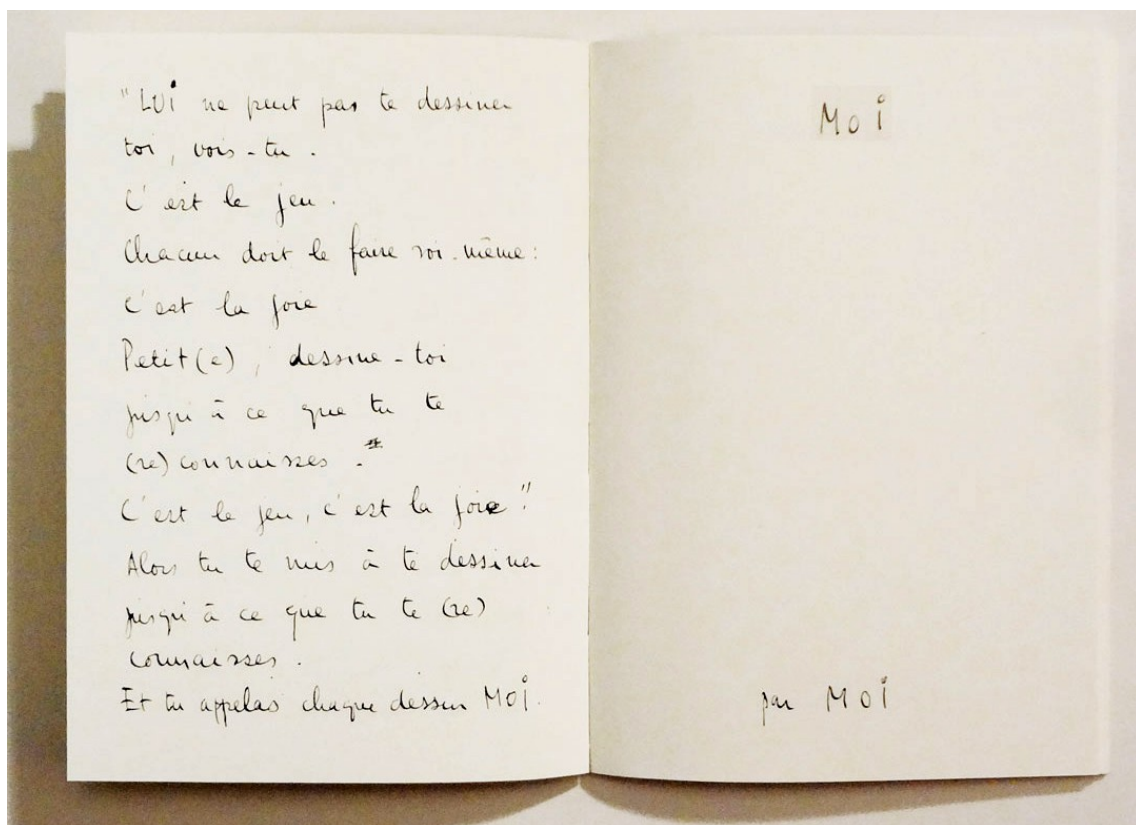 "LUi ne peut pas te dessiner
toi, vois-tu.
C'est le jeu.
Chacun doit le faire soi-même:
C'est la joie
Petit(e), dessine-toi
jusqu'à ce que tu te
(re)connaisses.*
C'est le jeu, c'est la joie"
Alors tu te mis à te dessiner
jusqu'à ce que tu te (re)
connaisses.
Et tu appelas chaque dessin MOi.
MOi
par MOi